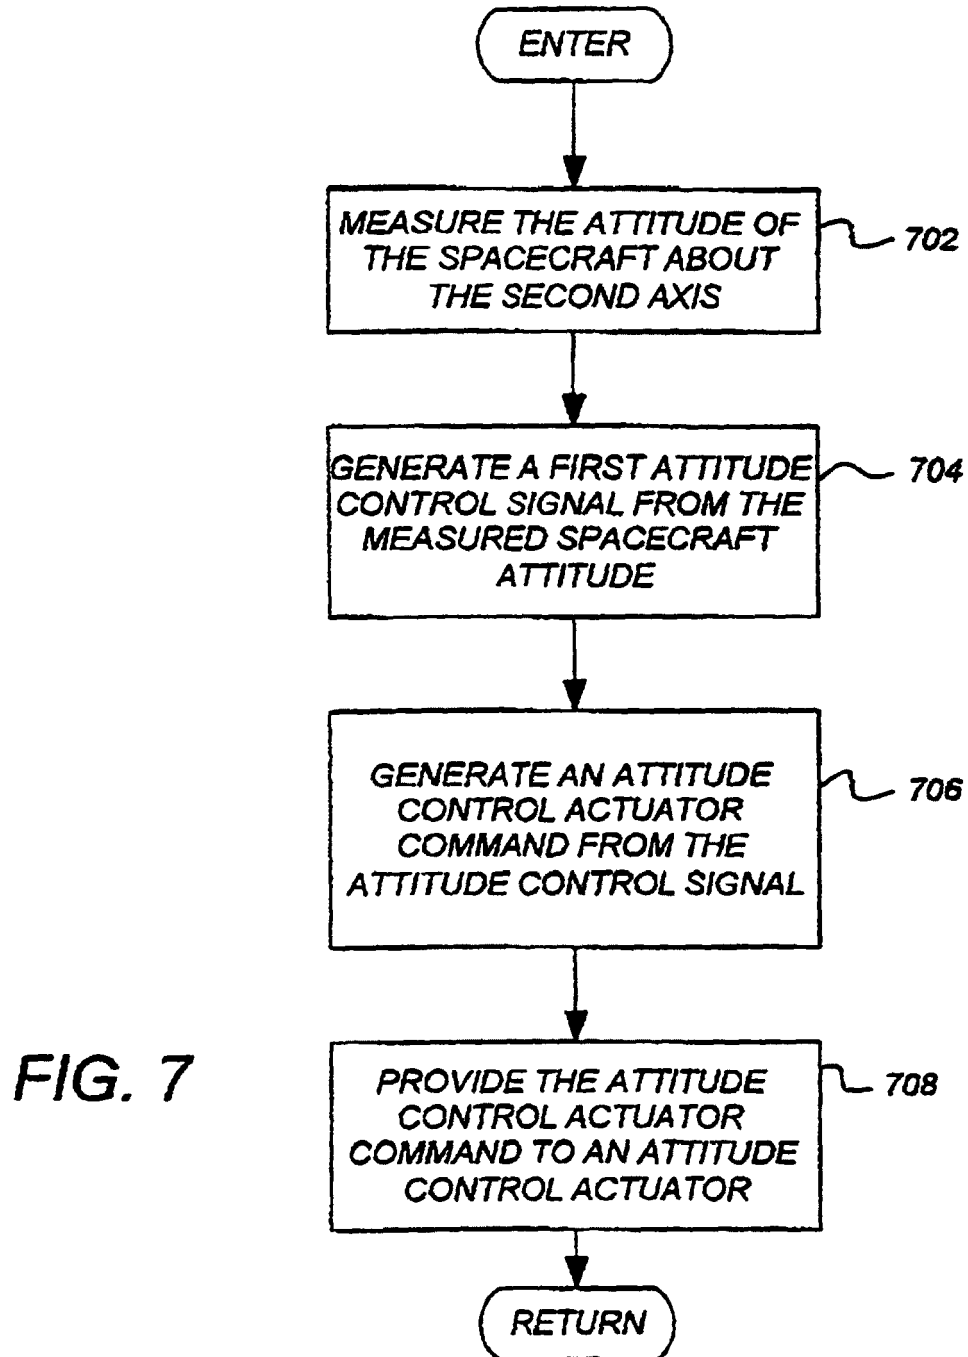 ENTER
MEASURE THE ATTITUDE OF
THE SPACECRAFT ABOUT
THE SECOND AXIS
702
GENERATE A FIRST ATTITUDE
CONTROL SIGNAL FROM THE
MEASURED SPACECRAFT
ATTITUDE
704
GENERATE AN ATTITUDE
CONTROL ACTUATOR
COMMAND FROM THE
ATTITUDE CONTROL SIGNAL
706
PROVIDE THE ATTITUDE
CONTROL ACTUATOR
COMMAND TO AN ATTITUDE
CONTROL ACTUATOR
708
FIG. 7
RETURN